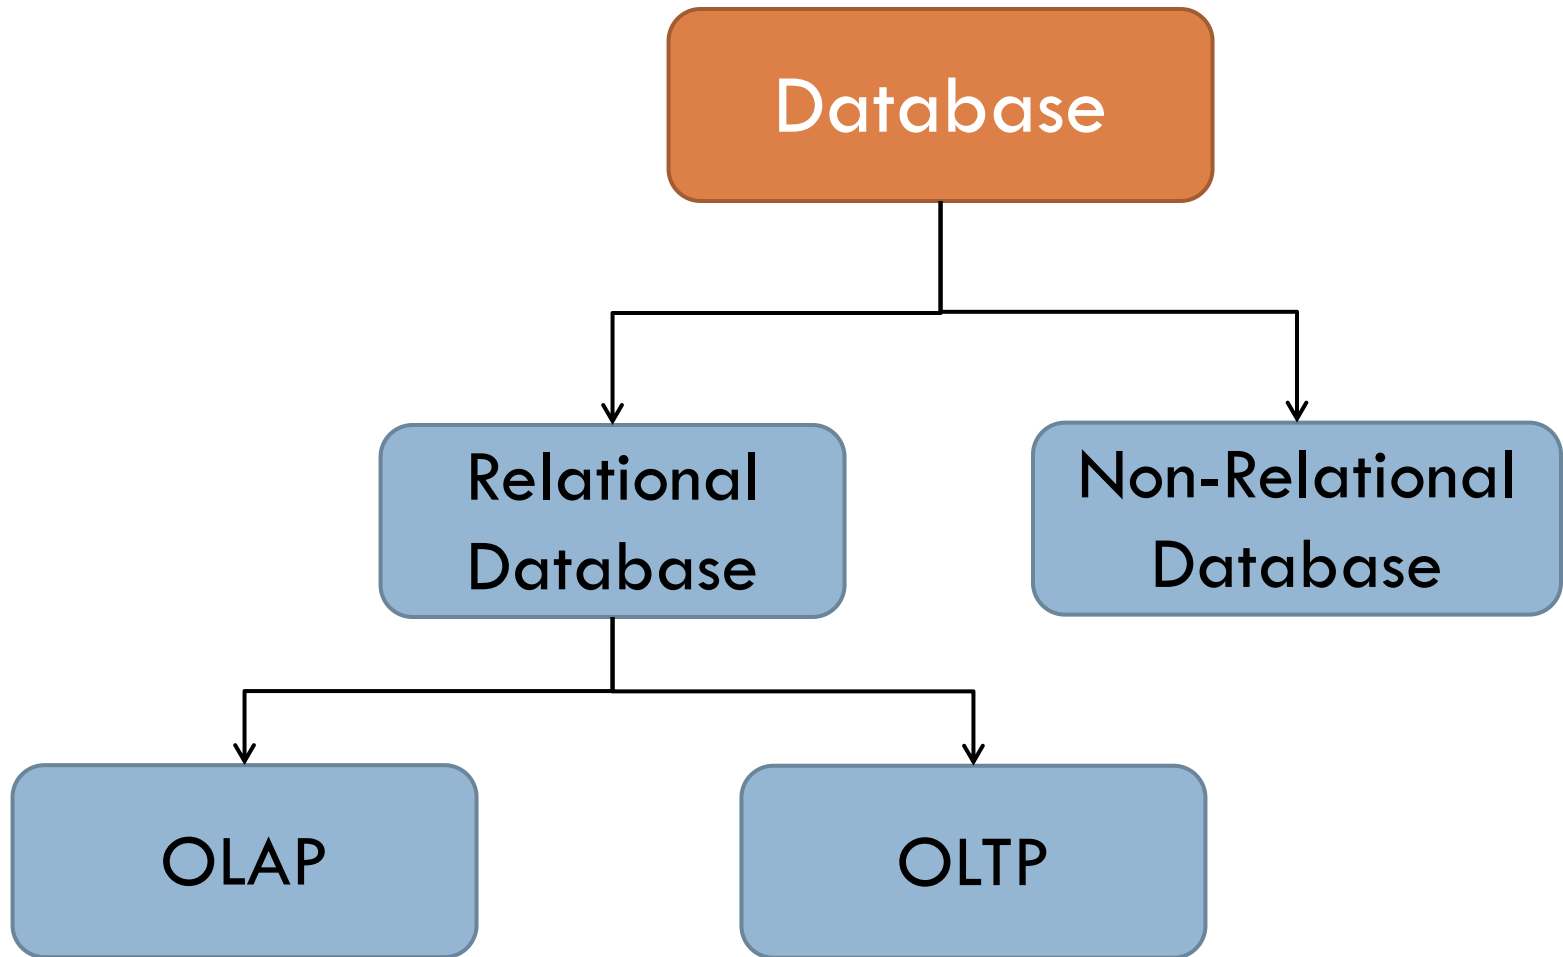 Database
Relational
Database
Non-Relational
Database
OLAP
OLTP